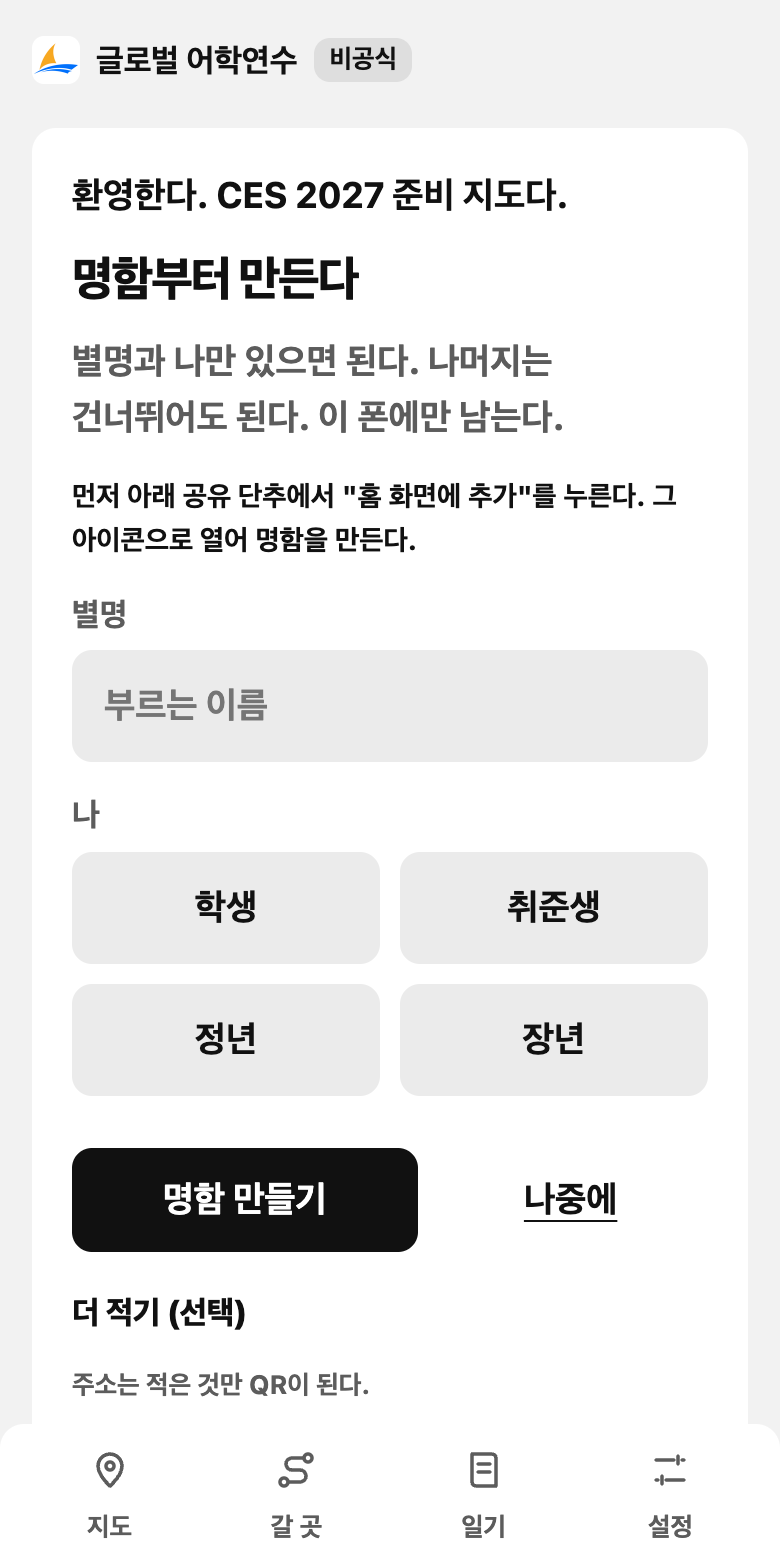 글로벌 어학연수 비공식
환영한다. CES 2027 준비 지도다.
명함부터 만든다
별명과 나만 있으면 된다. 나머지는
건너뛰어도 된다. 이 폰에만 남는다.
먼저 아래 공유 단추에서 "홈 화면에 추가"를 누른다. 그
아이콘으로 열어 명함을 만든다.
별명
부르는 이름
나
학생 취준생
정년 장년
명함 만들기 나중에
더 적기 (선택)
주소는 적은 것만 QR이 된다.
지도 갈 곳 일기 설정